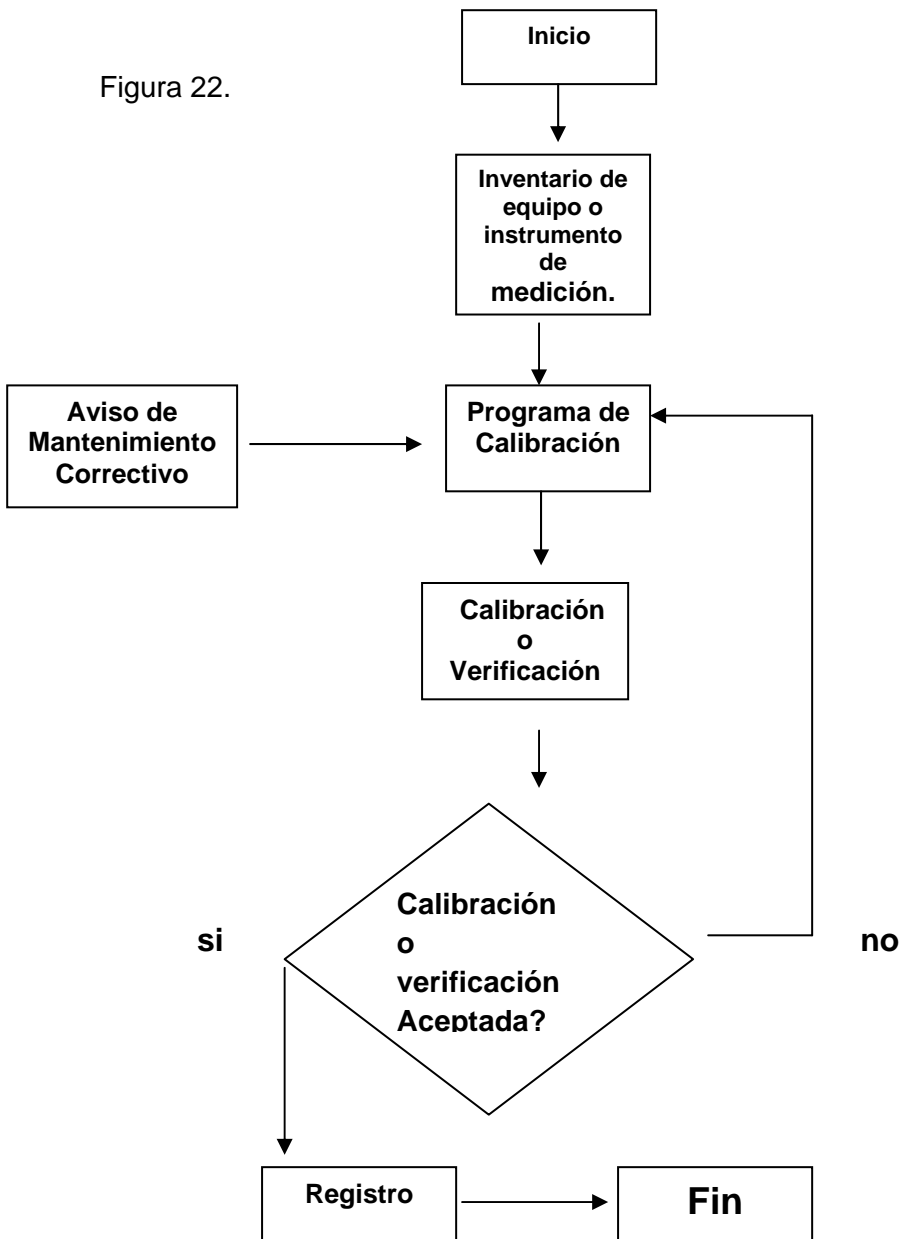 Inicio
Figura 22.
Inventario de
equipo o
instrumento
de
medición.
Aviso de
Mantenimiento
Correctivo
Programa de
Calibración
Calibración
o
Verificación
si
Calibración
o
verificación
Aceptada?
no
Registro
Fin